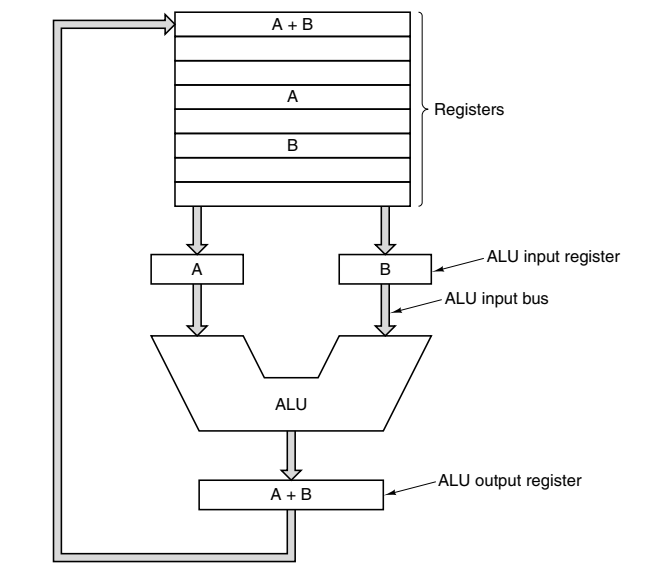 A + B
A
Registers
B
A
B
ALU input register
ALU input bus
ALU
A + B
ALU output register